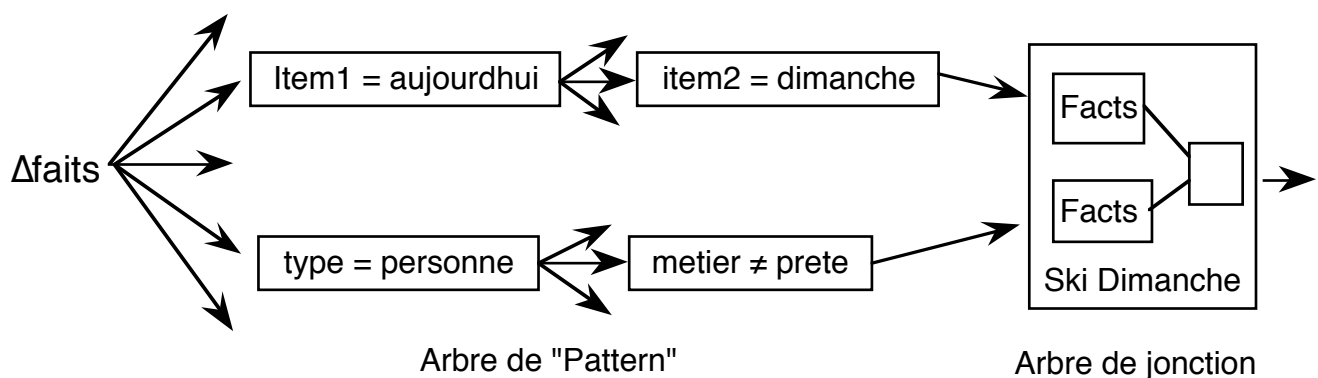 Item1 = aujourdhui
item2 = dimanche
Facts
Δfaits
Facts
type = personne
metier ≠ prete
Ski Dimanche
Arbre de "Pattern"
Arbre de jonction